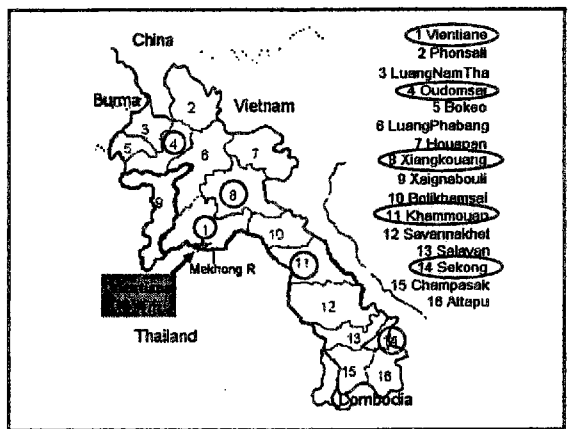 China
Burma
Vietnam
Mekhong R
Thailand
Combodia
2
3
4
5
6
7
8
9
1
10
11
12
13
15
16
1 Vientiane
2 Phonsali
3 LuangNamTha
4 Oudomsai
5 Bokeo
6 LuangPhabang
7 Houapan
8 Xiangkouang
9 Xaignabouli
10 Bolikhamsai
11 Khammouan
12 Savannakhet
13 Salavan
14 Sekong
15 Champasak
16 Attapu